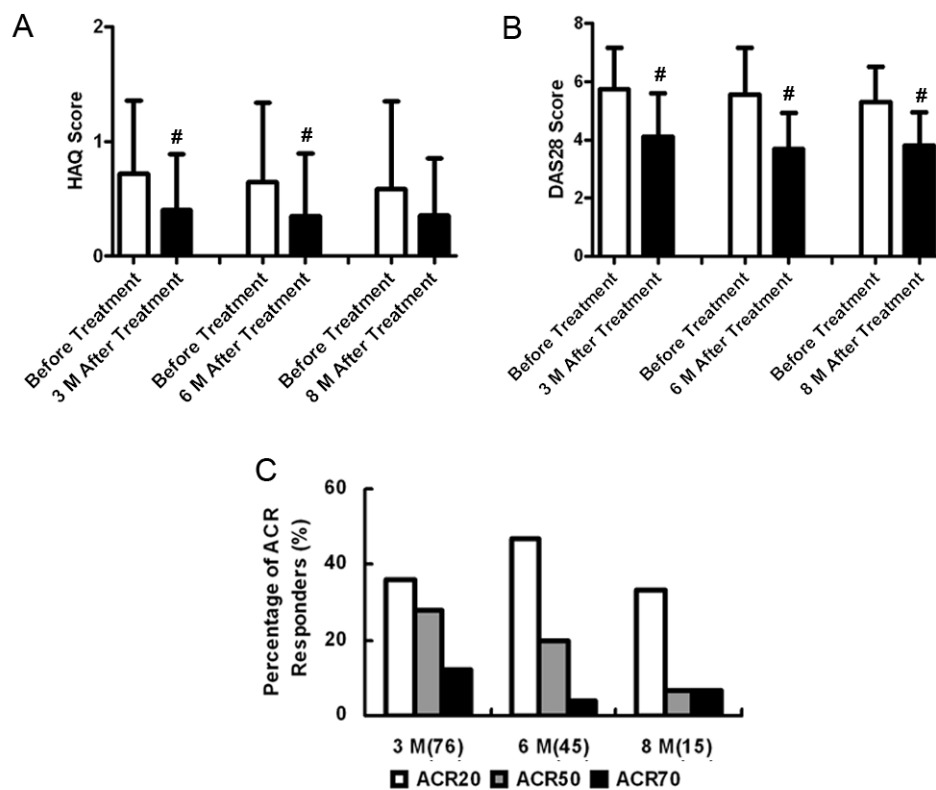 A
2
1
0
HAQ Score
#
#
Before Treatment
3 M After Treatment
Before Treatment
6 M After Treatment
Before Treatment
8 M After Treatment
B
8
6
4
2
0
DAS28 Score
#
#
#
Before Treatment
3 M After Treatment
Before Treatment
6 M After Treatment
Before Treatment
8 M After Treatment
C
60
40
20
0
Percentage of ACR
Responders (%)
3 M(76) 6 M(45) 8 M(15)
ACR20 ACR50 ACR70